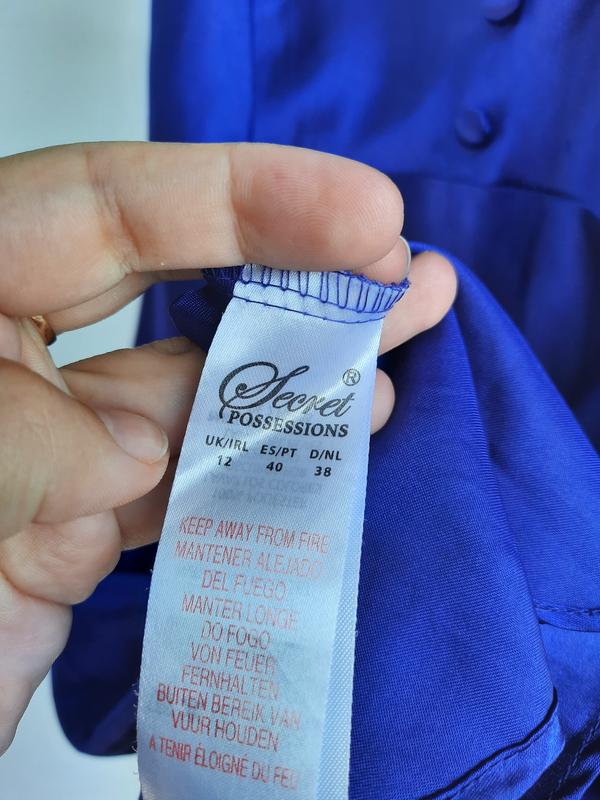 Secret®
POSSESSIONS
UK/IRL ES/PT D/NL
12 40 38
KEEP AWAY FROM FIRE
MANTENER ALEJADO
DEL FUEGO
MANTER LONGE
DO FOGO
VON FEUER
FERNHALTEN
BUITEN BEREIK VAN
VUUR HOUDEN
A TENIR ÉLOIGNÉ DU FEU